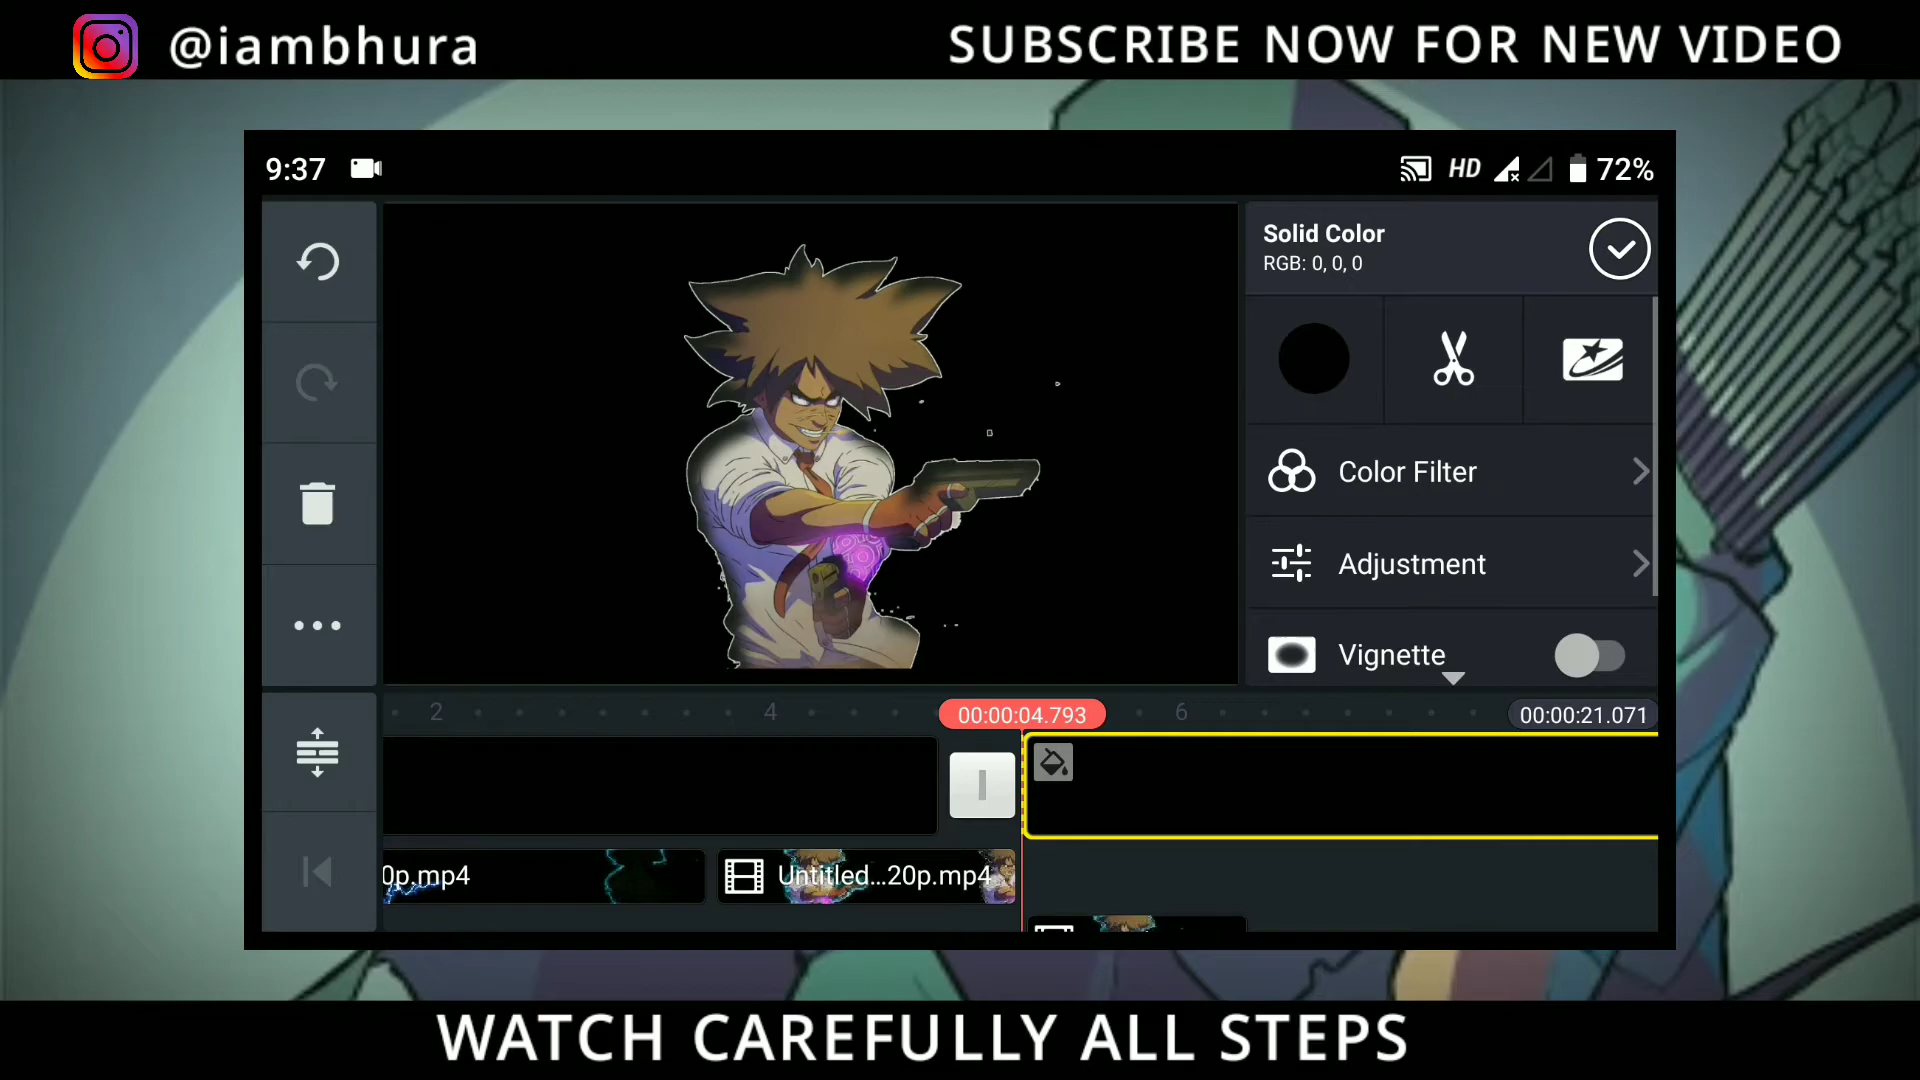 @iambhura
SUBSCRIBE NOW FOR NEW VIDEO
9:37
HD
72%
Solid Color
RGB: 0, 0, 0
Color Filter
Adjustment
Vignette
2
4
00:00:04.793
6
00:00:21.071
0p.mp4
Untitled...20p.mp4
WATCH CAREFULLY ALL STEPS